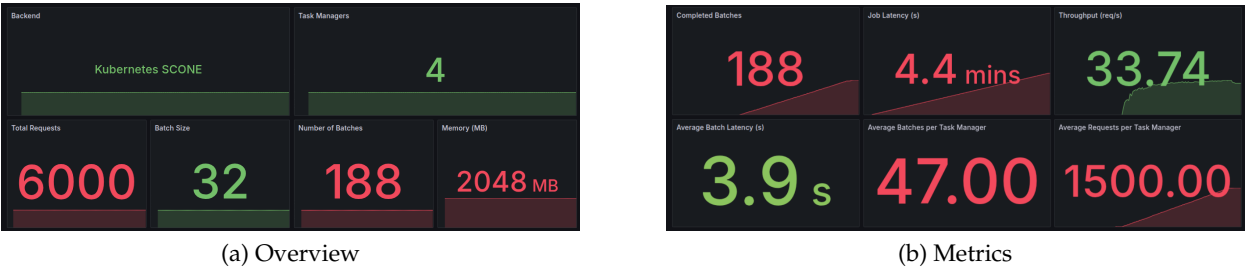 Backend
Kubernetes SCONE
Task Managers
4
Total Requests
6000
Batch Size
32
Number of Batches
188
Memory (MB)
2048 MB
(a) Overview
Completed Batches
188
Job Latency (s)
4.4 mins
Throughput (req/s)
33.74
Average Batch Latency (s)
3.9 s
Average Batches per Task Manager
47.00
Average Requests per Task Manager
1500.00
(b) Metrics